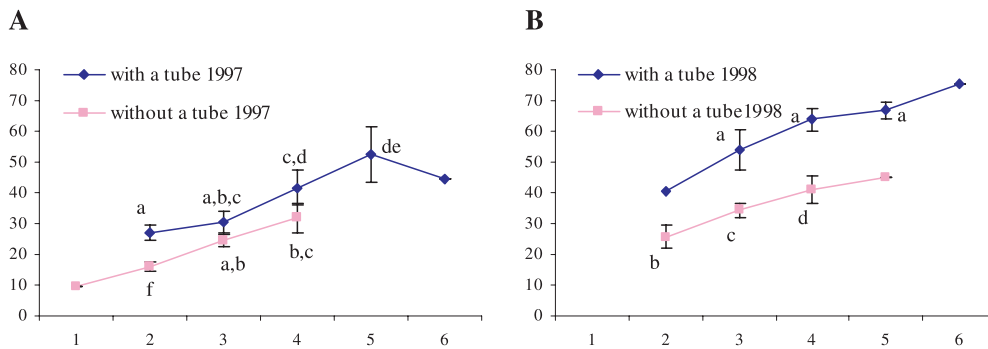 A
80
70
60
50
40
30
20
10
0
with a tube 1997
without a tube 1997
a
a,b,c
c,d
de
f
a,b
b,c
1 2 3 4 5 6
B
80
70
60
50
40
30
20
10
0
with a tube 1998
without a tube1998
a
a
a
b
c
d
1 2 3 4 5 6